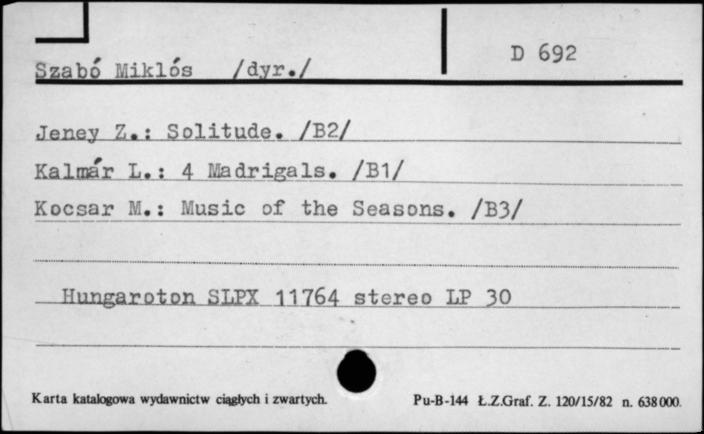 D 692
Szabó Miklós /dyr./
Jeney Z.: Solitude. /B2/
Kalmár L.: 4 Madrigals. /B1/
Kocsar M.: Music of the Seasons. /B3/
Hungaroton SLPX 11764 stereo LP 30
Karta katalogowa wydawnictw ciągłych i zwartych. Pu-B-144 Ł.Z.Graf. Z. 120/15/82 n. 638000.